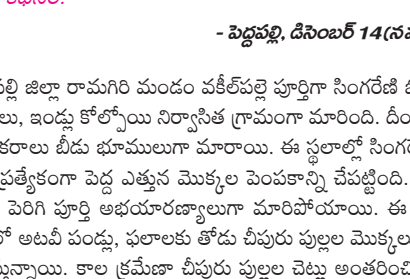 - పెద్దపల్లి, డిసెంబర్ 14(నవ
పల్లి జిల్లా రామగిరి మండం వకీల్‌పల్లె పూర్తిగా సింగరేణి
లు, ఇండ్లు కోల్పోయి నిర్వాసిత గ్రామంగా మారింది.
కరాలు బీడు భూములుగా మారాయి. ఈ స్థలాల్లో
ప్రత్యేకంగా పెద్ద ఎత్తున మొక్కల పెంపకాన్ని చేపట్టింది.
పెరిగి పూర్తి అభయారణ్యాలుగా మారిపోయాయి. ఈ
లో అటవీ పండ్లు, ఫలాలకు తోడు చీపురు పుల్లల మొక్కలు
కాల క్రమేణా చీపురు పుల్లల చెట్లు